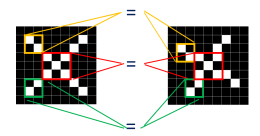 =
=
=